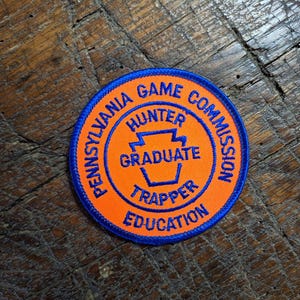 PENNSYLVANIA GAME COMMISSION
HUNTER
GRADUATE
TRAPPER
EDUCATION